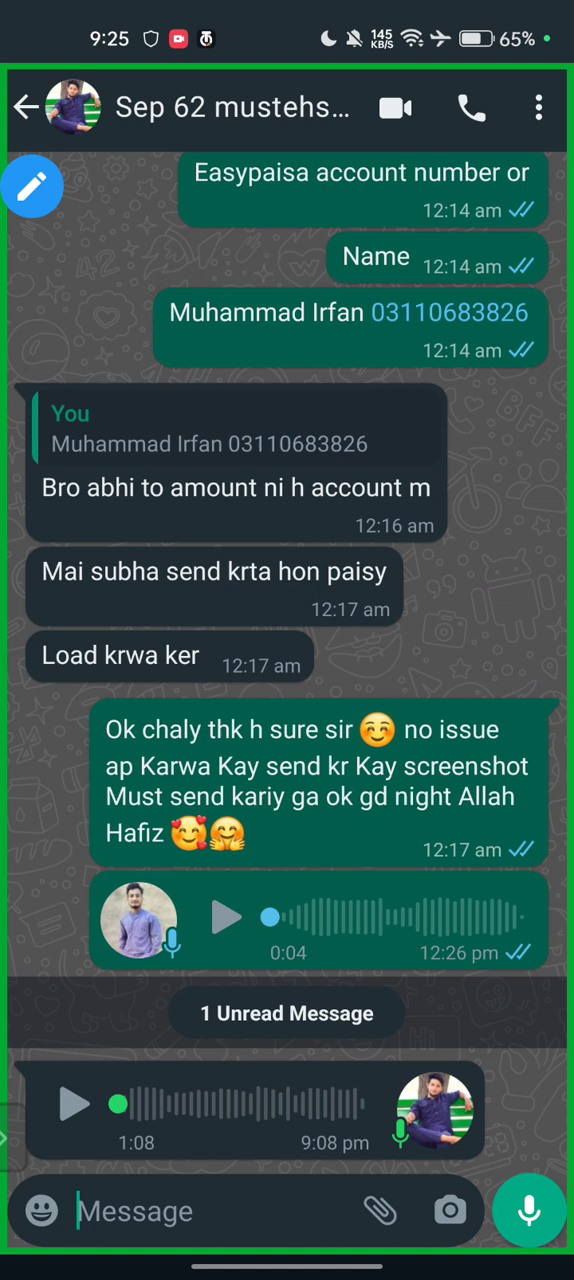 9:25
145
KB/S
65%
Sep 62 mustehs...
Easypaisa account number or
12:14 am
Name
12:14 am
Muhammad Irfan 03110683826
12:14 am
You
Muhammad Irfan 03110683826
Bro abhi to amount ni h account m
12:16 am
Mai subha send krta hon paisy
12:17 am
Load krwa ker
12:17 am
Ok chaly thk h sure sir ☺️ no issue
ap Karwa Kay send kr Kay screenshot
Must send kariy ga ok gd night Allah
Hafiz 🥰🤗
12:17 am
0:04
12:26 pm
1 Unread Message
1:08
9:08 pm
Message